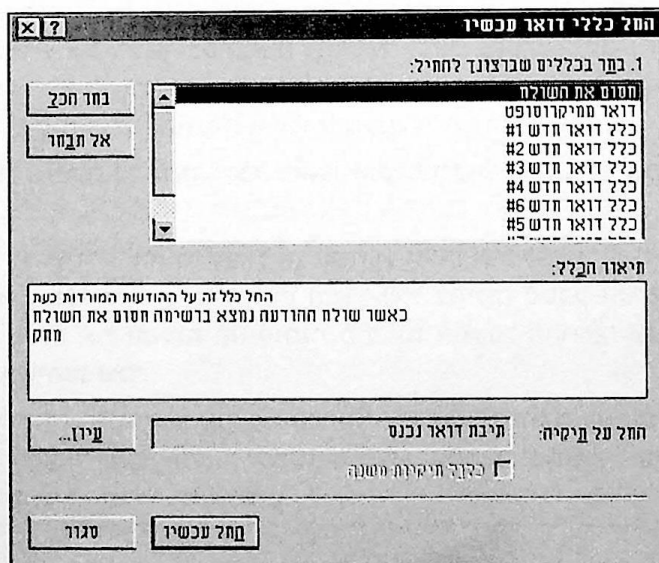 החל כללי דואר עכשיו
1. בחר בכללים שברצונך להחיל:
חסום את השולח
דואר ממיקרוסופט
כלל דואר חדש #1
כלל דואר חדש #2
כלל דואר חדש #3
כלל דואר חדש #4
כלל דואר חדש #6
כלל דואר חדש #5
בחר הכל
אל תבחר
תיאור הכלל:
החל כלל זה על ההודעות המורדות כעת
כאשר שולח ההודעה נמצא ברשימה חסום את השולח
מחק
החל על תיקיה:
תיבת דואר נכנס
עיון...
כלול תיקיות משנה
החל עכשיו
סגור